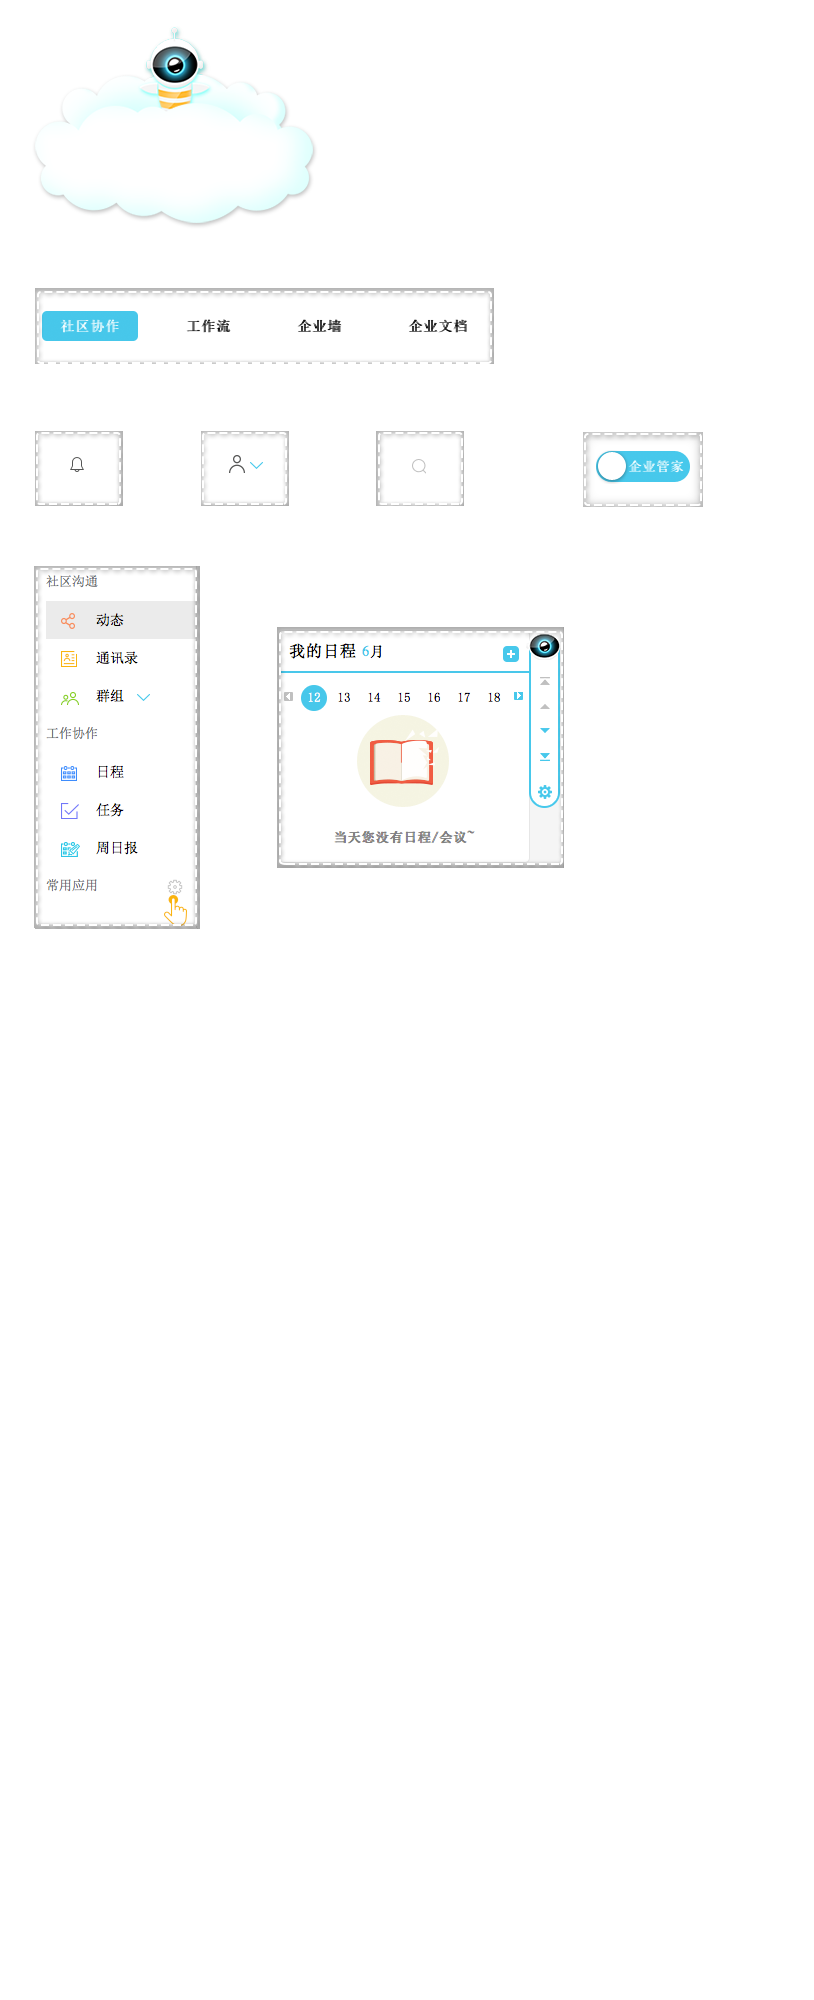 社区协作 工作流 企业墙 企业文档
企业管家
社区沟通
动态
通讯录
群组
工作协作
日程
任务
周日报
常用应用
我的日程 6月
12 13 14 15 16 17 18
当天您没有日程/会议~